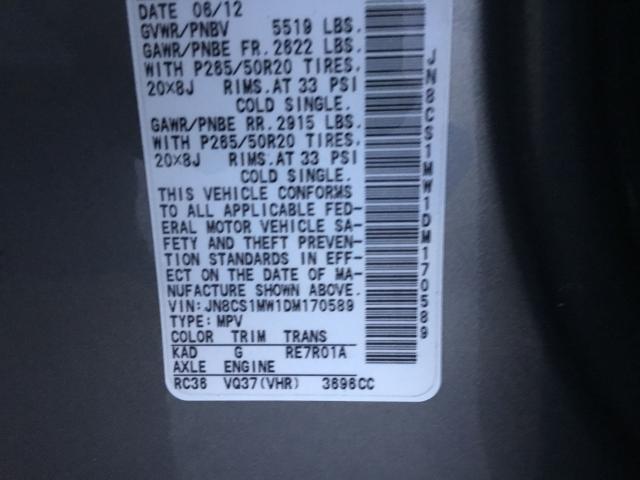 DATE 06/12
GVWR/PNBV 5519 LBS.
GAWR/PNBE FR. 2622 LBS.
WITH P265/50R20 TIRES.
20X8J RIMS.AT 33 PSI
COLD SINGLE.
GAWR/PNBE RR. 2915 LBS.
WITH P265/50R20 TIRES.
20X8J RIMS.AT 33 PSI
COLD SINGLE.
THIS VEHICLE CONFORMS
TO ALL APPLICABLE FED-
ERAL MOTOR VEHICLE SA-
FETY AND THEFT PREVEN-
TION STANDARDS IN EFF-
ECT ON THE DATE OF MA-
NUFACTURE SHOWN ABOVE.
VIN: JN8CS1MW1DM170589
TYPE: MPV
COLOR TRIM TRANS
KAD G RE7R01A
AXLE ENGINE
RC36 VQ37(VHR) 3696CC
JN8CS1MW1DM170589